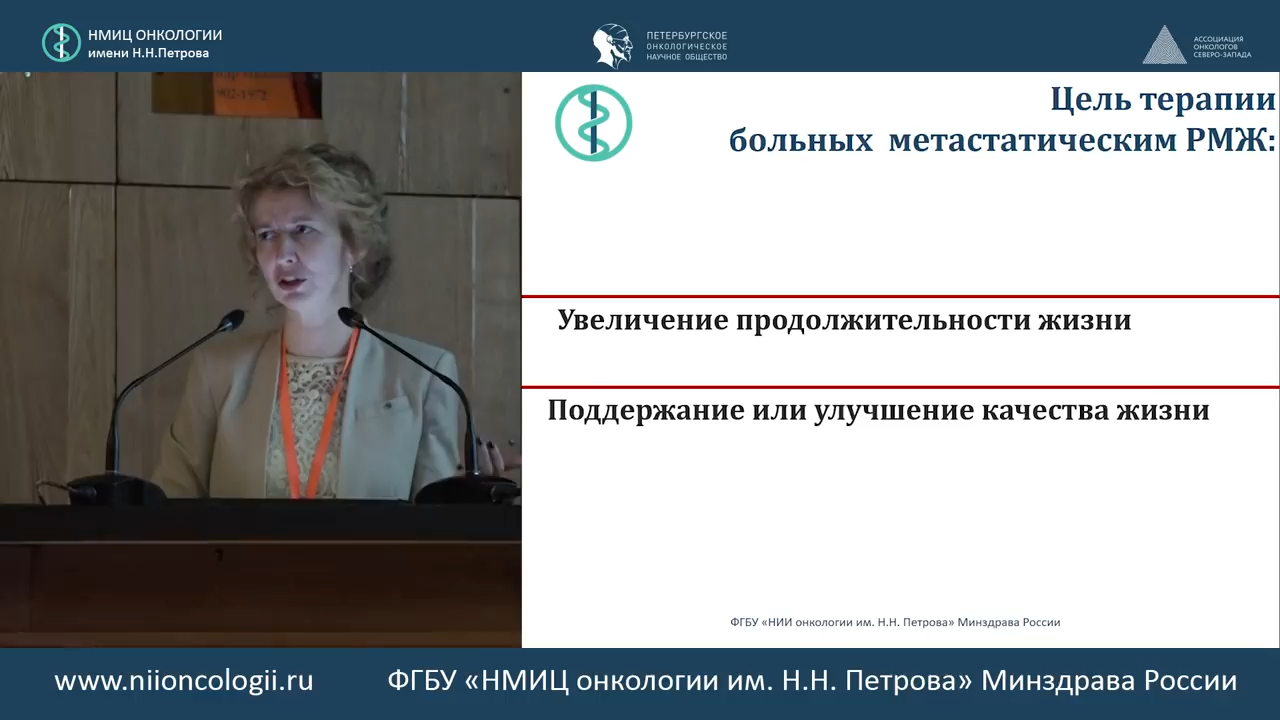 НМИЦ ОНКОЛОГИИ
имени Н.Н.Петрова
ПЕТЕРБУРГСКОЕ
ОНКОЛОГИЧЕСКОЕ
НАУЧНОЕ ОБЩЕСТВО
АССОЦИАЦИЯ
ОНКОЛОГОВ
СЕВЕРО-ЗАПАДА
Цель терапии
больных метастатическим РМЖ:
Увеличение продолжительности жизни
Поддержание или улучшение качества жизни
ФГБУ «НИИ онкологии им. Н.Н. Петрова» Минздрава России
www.niioncologii.ru
ФГБУ «НМИЦ онкологии им. Н.Н. Петрова» Минздрава России